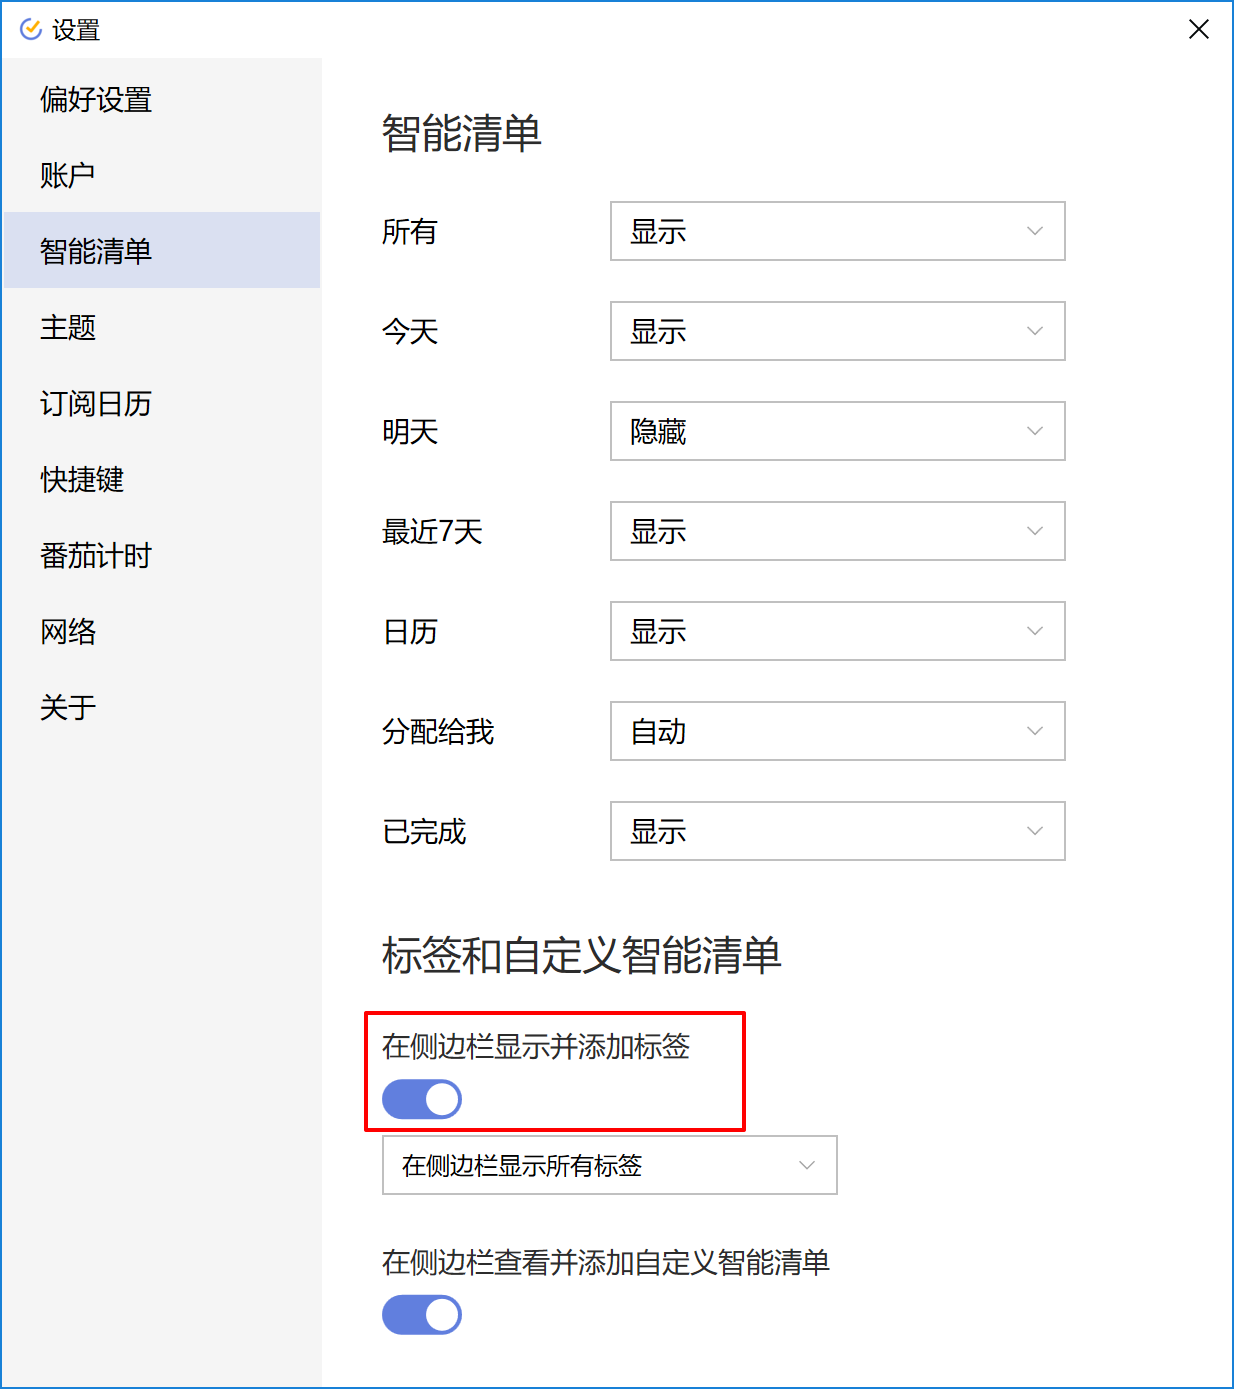 设置
偏好设置
账户
智能清单
主题
订阅日历
快捷键
番茄计时
网络
关于
智能清单
所有 显示
今天 显示
明天 隐藏
最近7天 显示
日历 显示
分配给我 自动
已完成 显示
标签和自定义智能清单
在侧边栏显示并添加标签
在侧边栏显示所有标签
在侧边栏查看并添加自定义智能清单